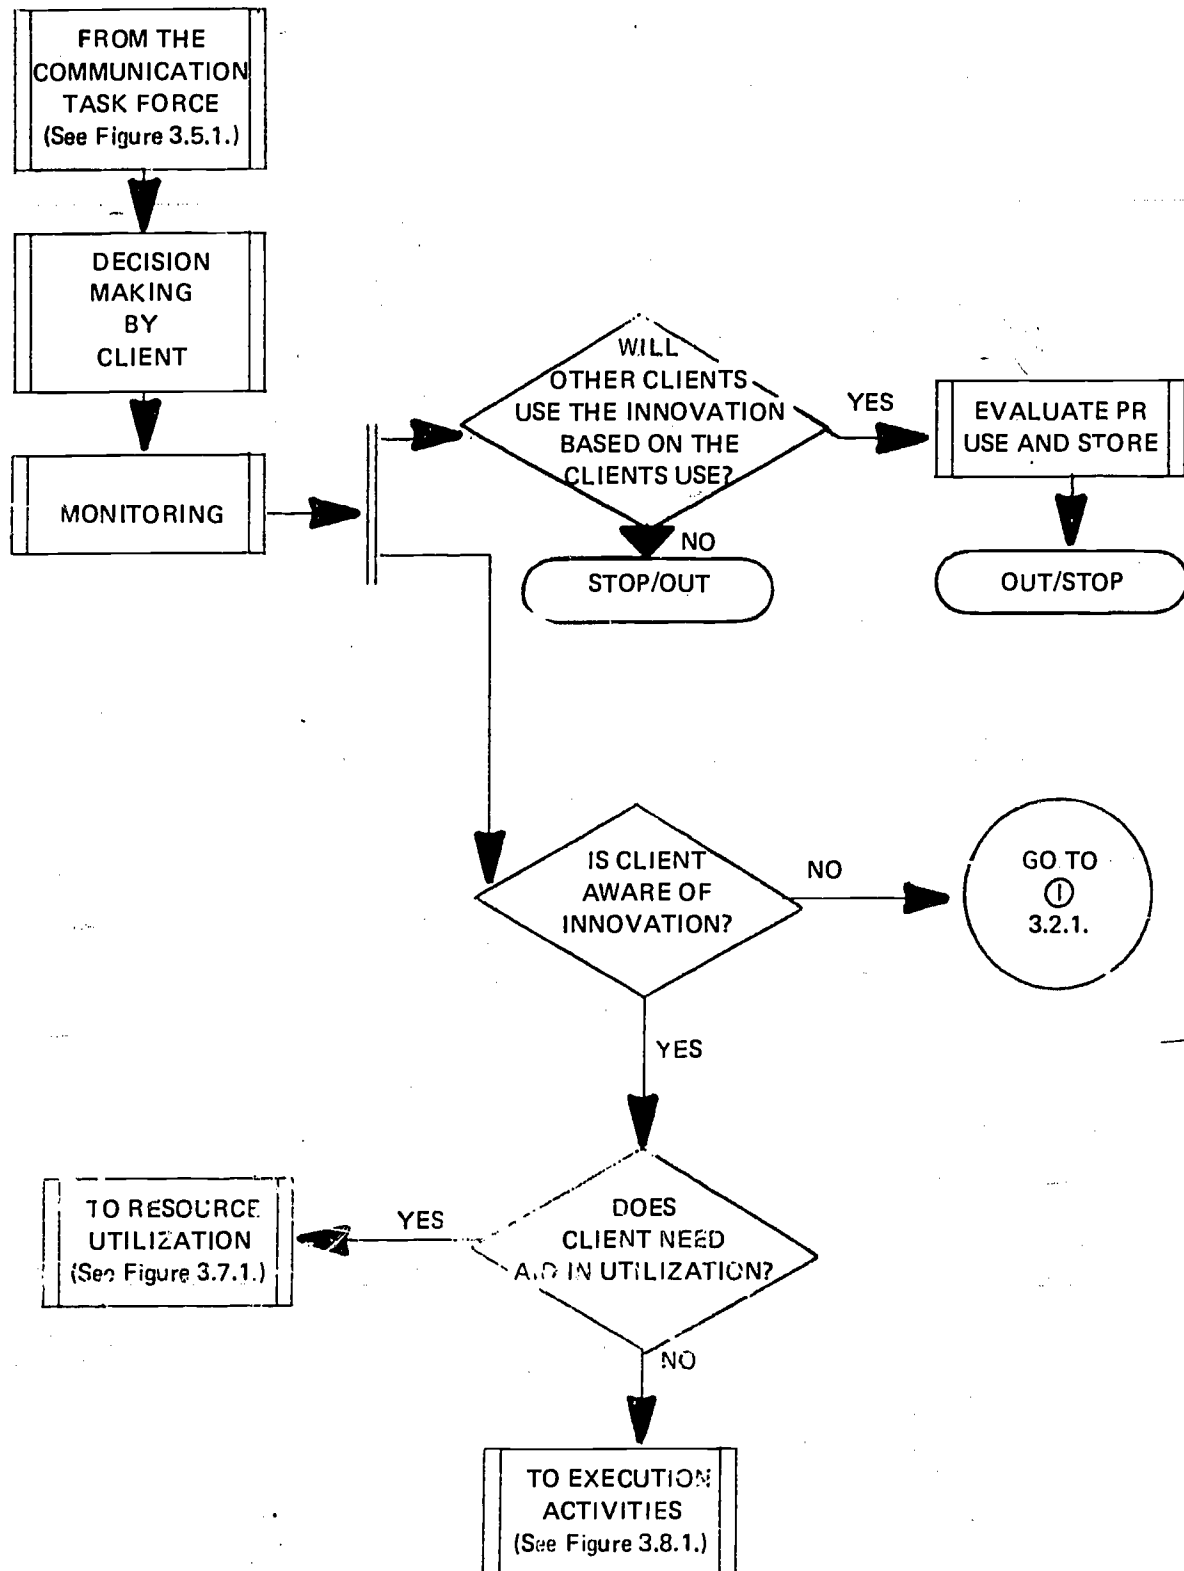 FROM THE
COMMUNICATION
TASK FORCE
(See Figure 3.5.1.)
DECISION
MAKING
BY
CLIENT
MONITORING
WILL
OTHER CLIENTS
USE THE INNOVATION
BASED ON THE
CLIENTS USE?
YES
EVALUATE PR
USE AND STORE
NO
STOP/OUT
OUT/STOP
IS CLIENT
AWARE OF
INNOVATION?
NO
GO TO
I
3.2.1.
YES
DOES
CLIENT NEED
AID IN UTILIZATION?
YES
TO RESOURCE
UTILIZATION
(See Figure 3.7.1.)
NO
TO EXECUTION
ACTIVITIES
(See Figure 3.8.1.)